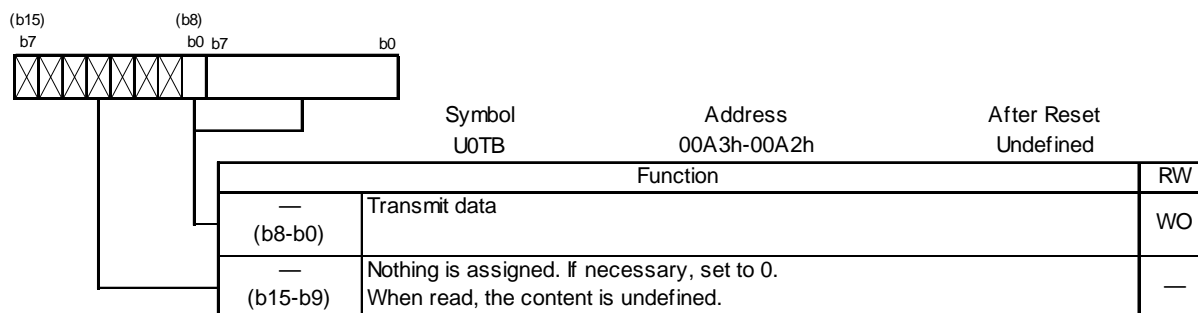 (b15) (b8)
b7 b0 b7 b0
Symbol Address After Reset
U0TB 00A3h-00A2h Undefined
Function RW
— Transmit data
(b8-b0) WO
— Nothing is assigned. If necessary, set to 0.
(b15-b9) When read, the content is undefined. —